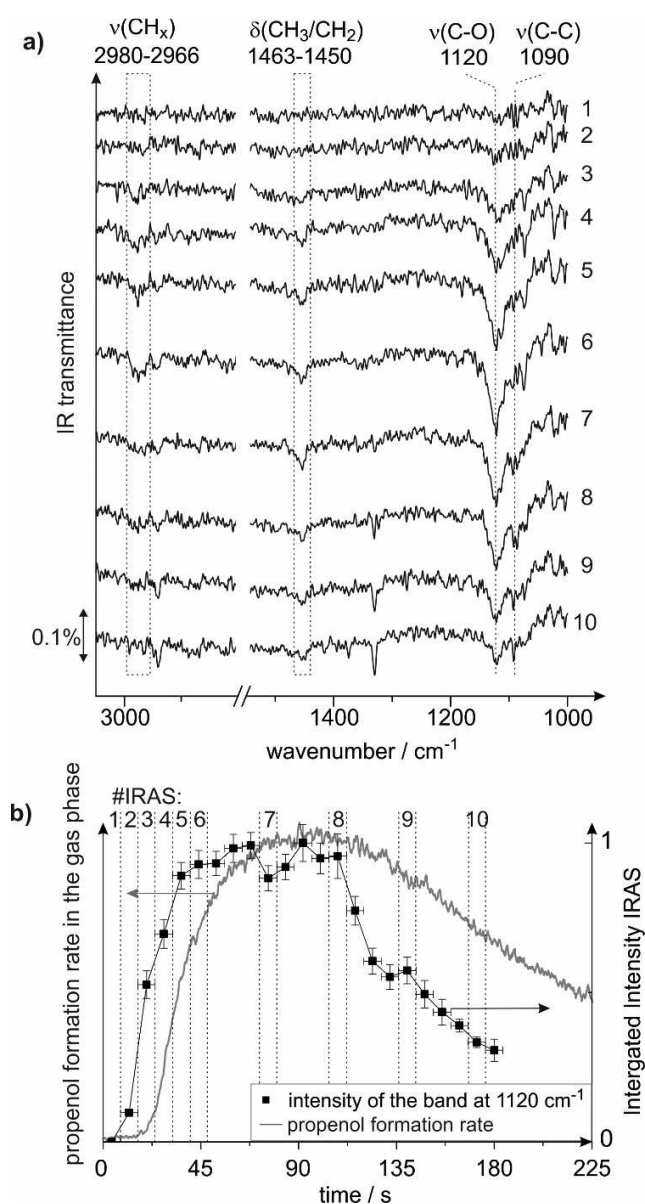 a)
ν(CHₓ) δ(CH₃/CH₂) ν(C-O) ν(C-C)
2980-2966 1463-1450 1120 1090
1
2
3
4
5
6
7
8
9
10
IR transmittance
0.1%
3000 1400 1200 1000
wavenumber / cm⁻¹
b)
#IRAS:
1 2 3 4 5 6 7 8 9 10
propenol formation rate in the gas phase
1
0
Intergated Intensity IRAS
intensity of the band at 1120 cm⁻¹
propenol formation rate
0 45 90 135 180 225
time / s